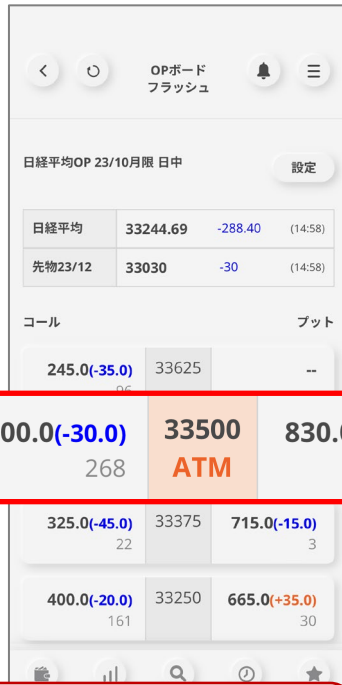 OPボード
フラッシュ
日経平均OP 23/10月限 日中
設定
日経平均 33244.69 -288.40 (14:58)
先物23/12 33030 -30 (14:58)
コール プット
245.0(-35.0) 33625 --
00.0(-30.0) 33500 830.0
268 ATM
325.0(-45.0) 33375 715.0(-15.0)
22 3
400.0(-20.0) 33250 665.0(+35.0)
161 30